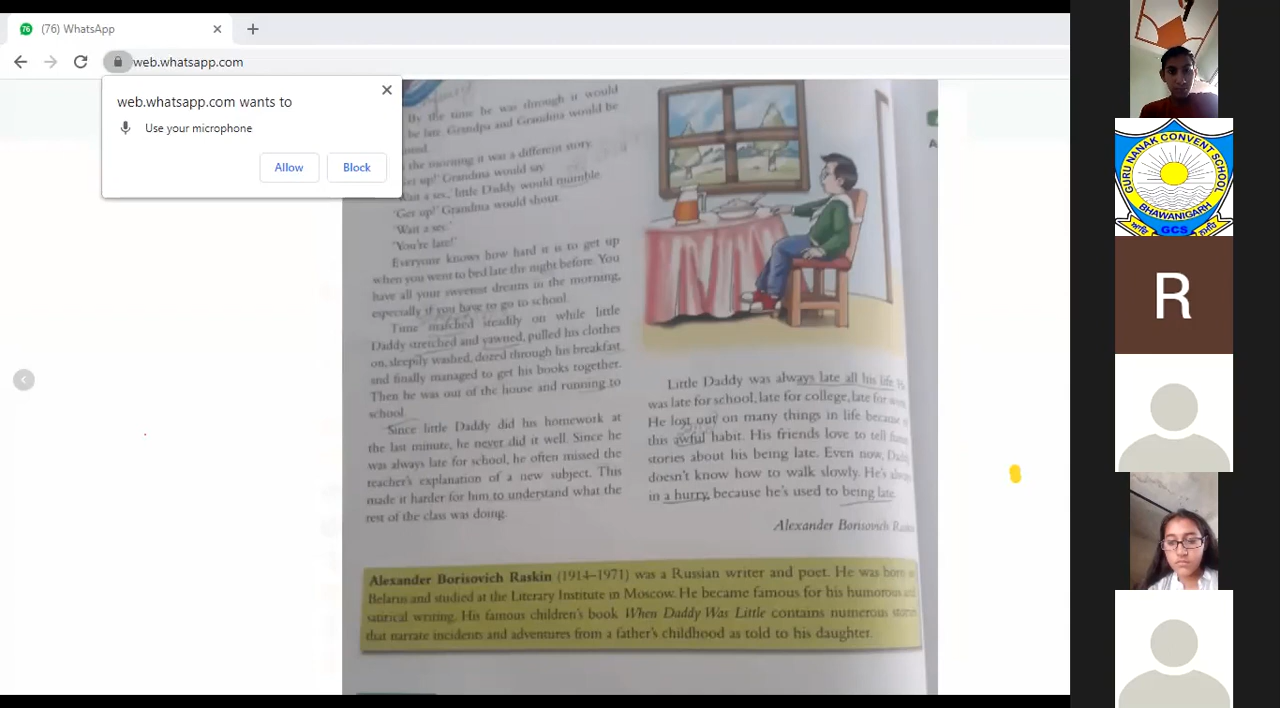 (76) WhatsApp
web.whatsapp.com
web.whatsapp.com wants to
Use your microphone
Allow
Block
By the time he was through it would
be late. Grandpa and Grandma would be
the morning it was a different story.
Get up!' Grandma would say.
Wait a sec,' little Daddy would mumble.
'Get up!' Grandma would shout.
'Wait a sec.'
'You're late!'
Everyone knows how hard it is to get up
when you went to bed late the night before. You
have all your sweetest dreams in the morning,
especially if you have to go to school.
Time marched steadily on while little
Daddy stretched and yawned, pulled his clothes
on, sleepily washed, dozed through his breakfast
and finally managed to get his books together.
Then he was out of the house and running to
school.
Since little Daddy did his homework at
the last minute, he never did it well. Since he
was always late for school, he often missed the
teacher's explanation of a new subject. This
made it harder for him to understand what the
rest of the class was doing.
Little Daddy was always late all his life
was late for school, late for college, late for
He lost out on many things in life because
this awful habit. His friends love to tell
stories about his being late. Even now,
doesn't know how to walk slowly. He's
in a hurry, because he's used to being late
Alexander Borisovich
Alexander Borisovich Raskin (1914–1971) was a Russian writer and poet. He was born
Belarus and studied at the Literary Institute in Moscow. He became famous for his humorous
satirical writing. His famous children's book When Daddy Was Little contains numerous
that narrate incidents and adventures from a father's childhood as told to his daughter.
GURU NANAK CONVENT SCHOOL
BHAWANIGARH
GCS
R